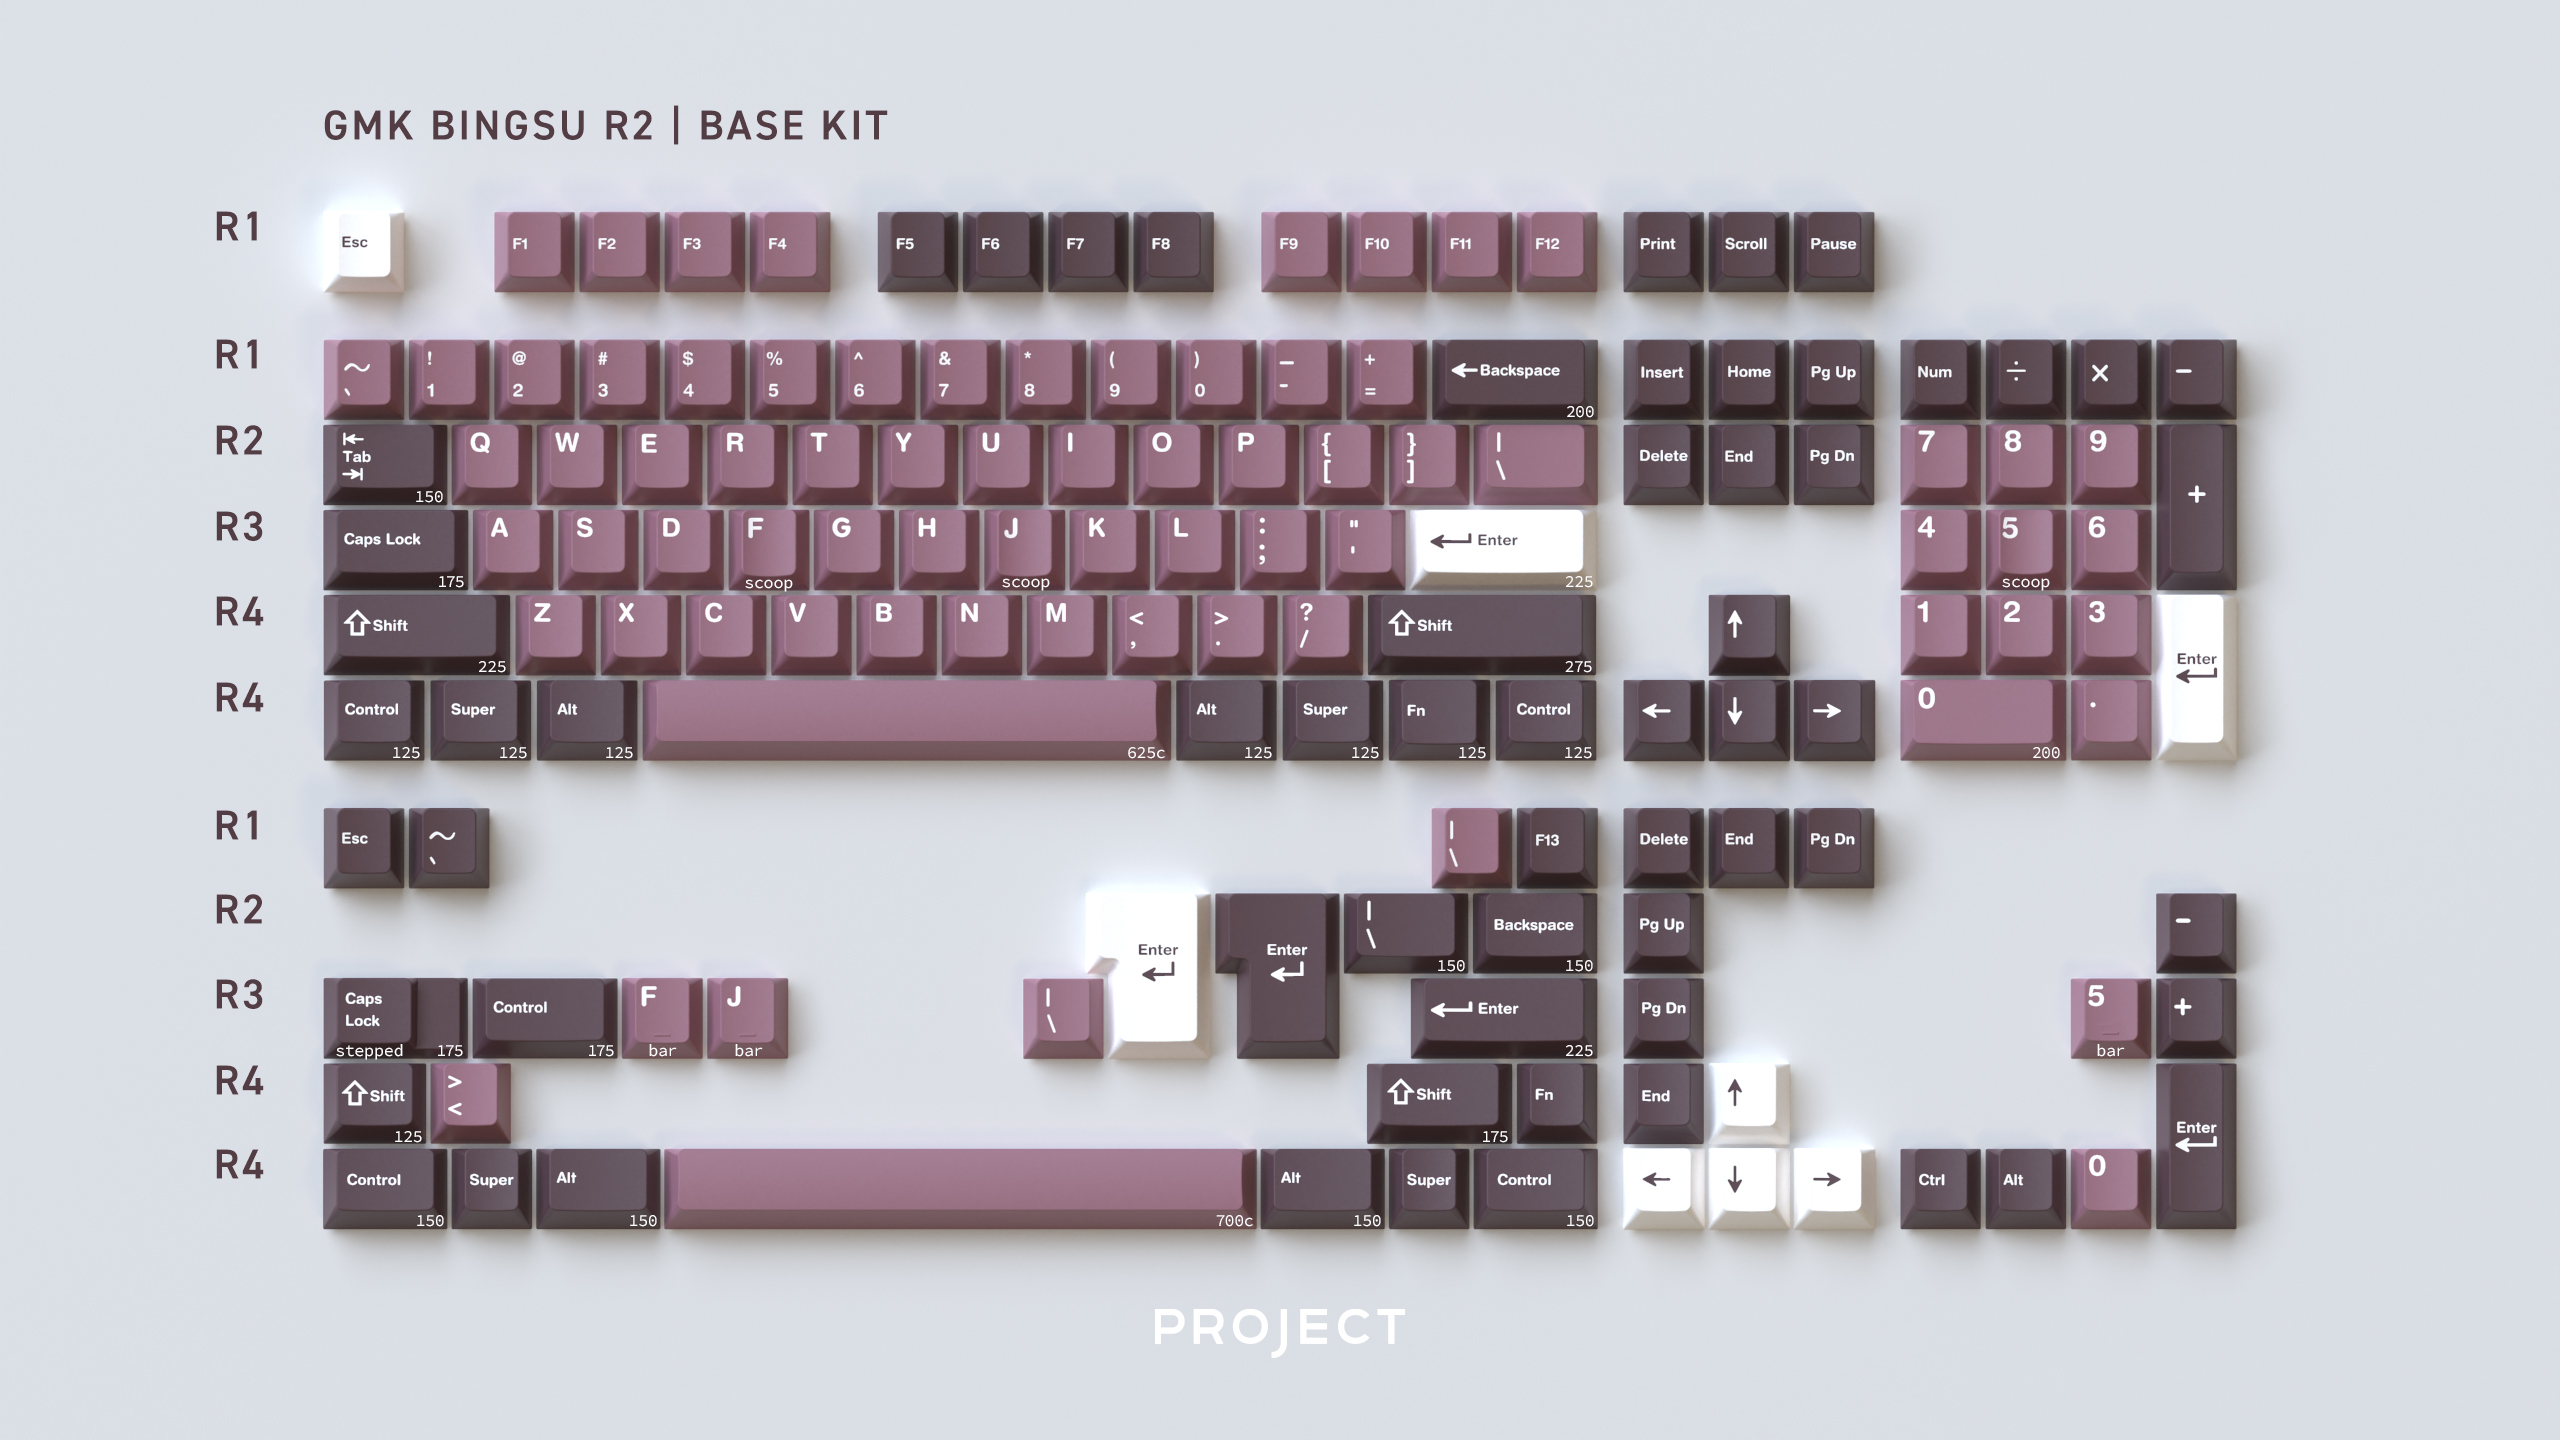 GMK BINGSU R2 | BASE KIT
R1 Esc F1 F2 F3 F4 F5 F6 F7 F8 F9 F10 F11 F12 Print Scroll Pause
R1 ~ ! @ # $ % ^ & * ( ) _ + ← Backspace Insert Home Pg Up Num ÷ × −
` 1 2 3 4 5 6 7 8 9 0 - = 200
R2 Tab Q W E R T Y U I O P { } | Delete End Pg Dn 7 8 9 +
150 [ ] \
R3 Caps Lock A S D F G H J K L : " Enter 4 5 6
175 scoop scoop ; ' 225 scoop
R4 Shift Z X C V B N M < > ? Shift ↑ 1 2 3 Enter
225 , . / 275
R4 Control Super Alt Alt Super Fn Control ← ↓ → 0 .
125 125 125 625c 125 125 125 125 200
R1 Esc ~ | F13 Delete End Pg Dn
` \
R2 Enter Enter | Backspace Pg Up −
\ 150 150
R3 Caps Control F J | Enter Pg Dn 5 +
Lock \
stepped 175 175 bar bar 225 bar
R4 Shift > Shift Fn End ↑ Enter
125 < 175
R4 Control Super Alt Alt Super Control ← ↓ → Ctrl Alt 0
150 150 700c 150 150
PROJECT